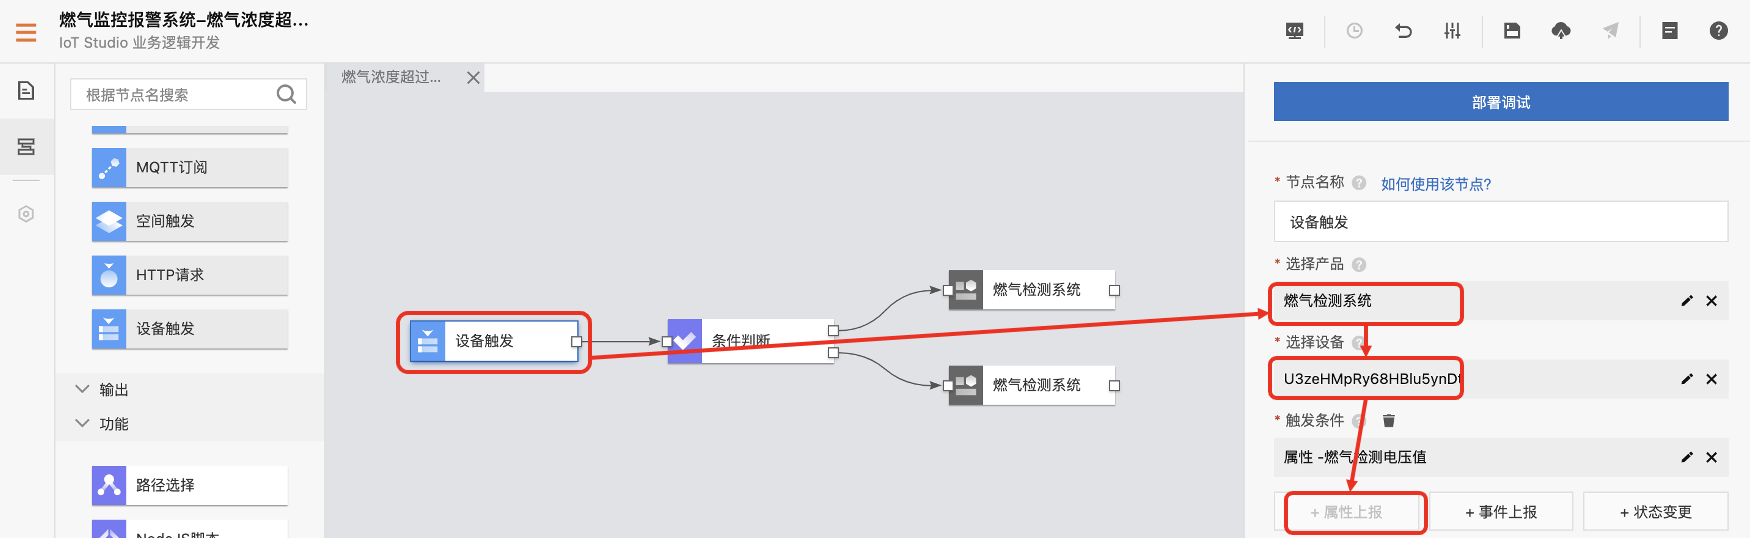 燃气监控报警系统-燃气浓度超...
IoT Studio 业务逻辑开发
燃气浓度超过...
根据节点名搜索
MQTT订阅
空间触发
HTTP请求
设备触发
输出
功能
路径选择
NodeJS脚本
设备触发
条件判断
燃气检测系统
燃气检测系统
部署调试
* 节点名称 ? 如何使用该节点?
设备触发
* 选择产品 ?
燃气检测系统
* 选择设备 ?
U3zeHMpRy68HBIu5ynD
* 触发条件 ?
属性 -燃气检测电压值
+ 属性上报
+ 事件上报
+ 状态变更